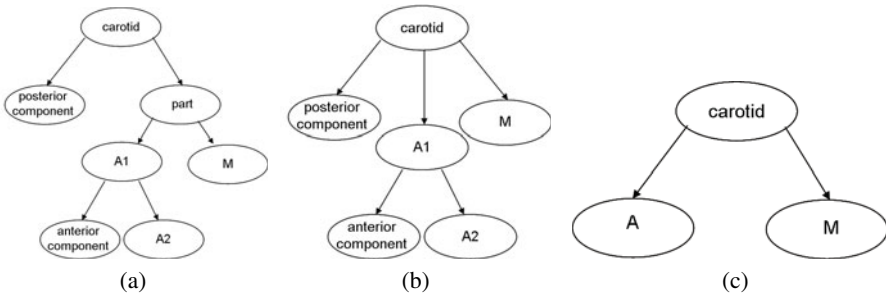 carotid
posterior
component
part
A1
M
anterior
component
A2
(a)
carotid
posterior
component
M
A1
anterior
component
A2
(b)
carotid
A
M
(c)